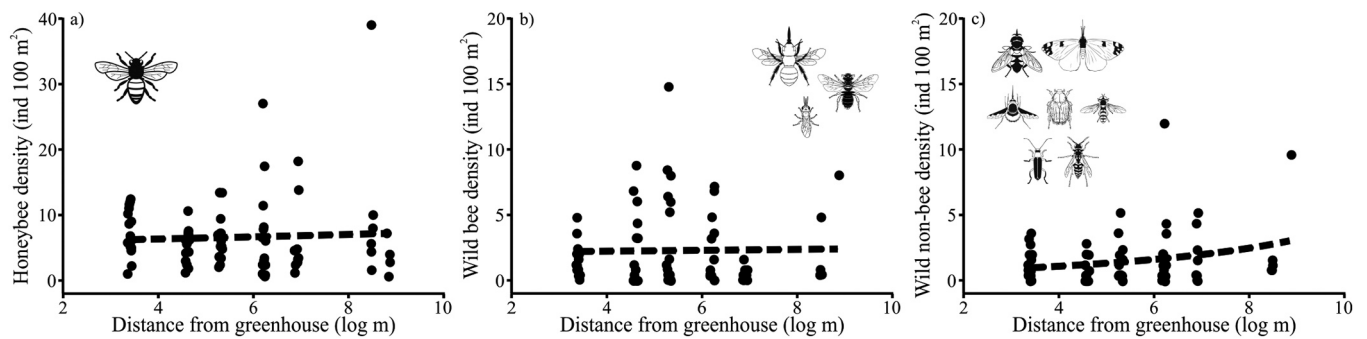 a)
Honeybee density (ind 100 m²)
40
30
20
10
0
2 4 6 8 10
Distance from greenhouse (log m)
b)
Wild bee density (ind 100 m²)
20
15
10
5
0
2 4 6 8 10
Distance from greenhouse (log m)
c)
Wild non-bee density (ind 100 m²)
20
15
10
5
0
2 4 6 8 10
Distance from greenhouse (log m)